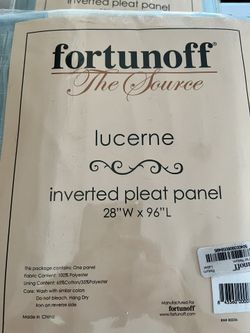 inverted pleat panel
fortunoff®
The Source
lucerne
inverted pleat panel
28"W x 96"L
This package contains: One panel
Fabric Content: 100% Polyester
Lining Content: 65%Cotton/35%Polyester
Care: Wash with similar colors
Do not bleach. Hang Dry
Iron on reverse side
Made in China
Manufactured For
fortunoff®
www.fortunoff.com